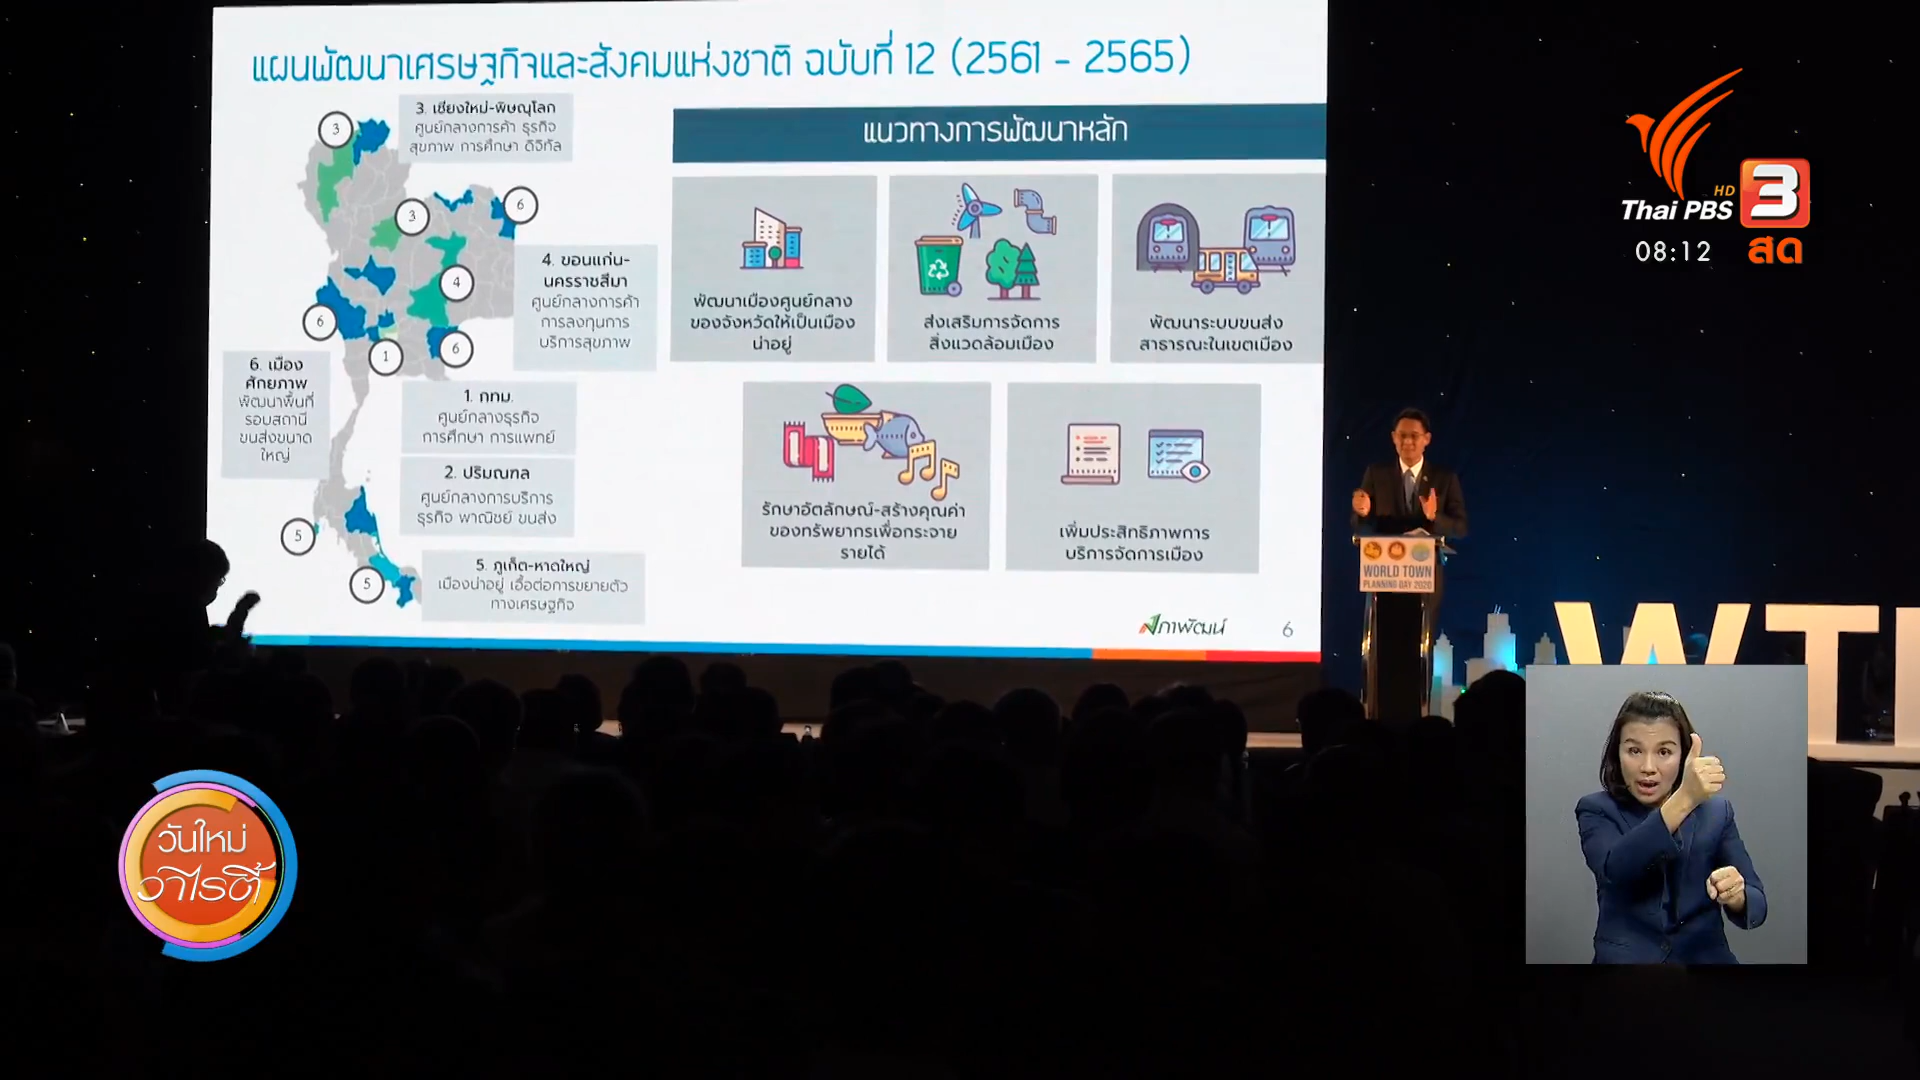 แผนพัฒนาเศรษฐกิจและสังคมแห่งชาติ ฉบับที่ 12 (2561 - 2565)
3. เชียงใหม่-พิษณุโลก
ศูนย์กลางการค้า ธุรกิจ
สุขภาพ การศึกษา ดิจิทัล
3
3
6
4. ขอนแก่น-
นครราชสีมา
ศูนย์กลางการค้า
การลงทุนการ
บริการสุขภาพ
4
6
1
6
6. เมือง
ศักยภาพ
พัฒนาพื้นที่
รอบสถานี
ขนส่งขนาด
ใหญ่
1. กทม.
ศูนย์กลางธุรกิจ
การศึกษา การแพทย์
2. ปริมณฑล
ศูนย์กลางการบริการ
ธุรกิจ พาณิชย์ ขนส่ง
5
5
5. ภูเก็ต-หาดใหญ่
เมืองน่าอยู่ เอื้อต่อการขยายตัว
ทางเศรษฐกิจ
แนวทางการพัฒนาหลัก
พัฒนาเมืองศูนย์กลาง
ของจังหวัดให้เป็นเมือง
น่าอยู่
ส่งเสริมการจัดการ
สิ่งแวดล้อมเมือง
พัฒนาระบบขนส่ง
สาธารณะในเขตเมือง
รักษาอัตลักษณ์-สร้างคุณค่า
ของทรัพยากรเพื่อกระจาย
รายได้
เพิ่มประสิทธิภาพการ
บริการจัดการเมือง
สภาพัฒน์
6
HD
Thai PBS
3
08:12
สด
WORLD TOWN
PLANNING DAY 2020
WT
วันใหม่
วาไรตี้